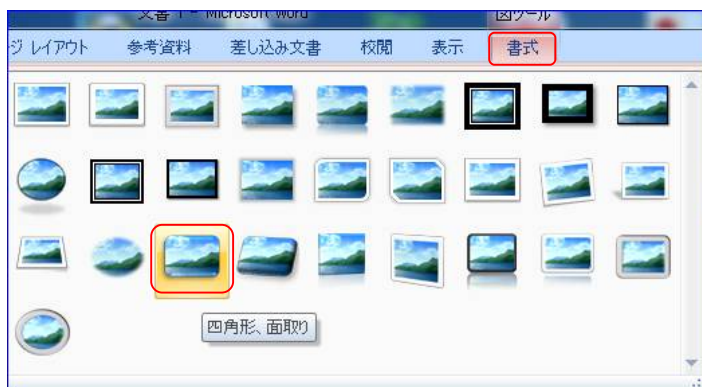 文書 1 - Microsoft Word 図ツール
ジ レイアウト 参考資料 差し込み文書 校閲 表示 書式
四角形、面取り